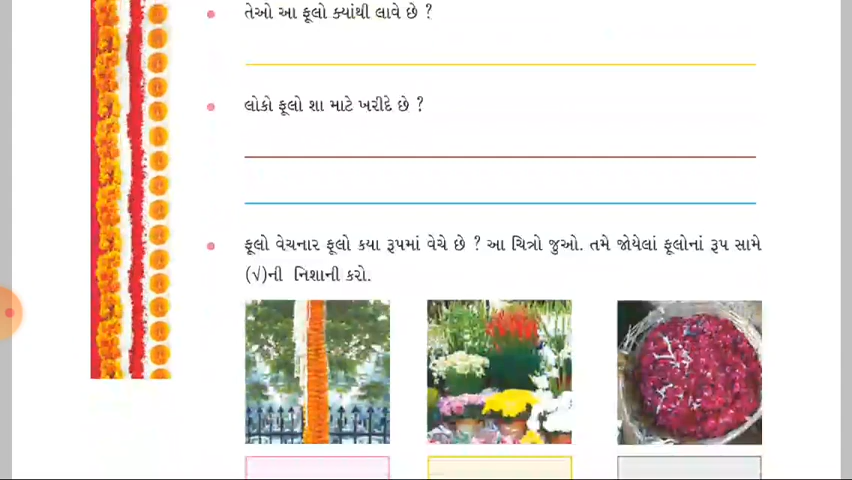 તેઓ આ ફૂલો ક્યાંથી લાવે છે ?
લોકો ફૂલો શા માટે ખરીદે છે ?
ફૂલો વેચનાર ફૂલો કયા રૂપમાં વેચે છે ? આ ચિત્રો જુઓ. તમે જોયેલાં ફૂલોનાં રૂપ સામે
(√)ની નિશાની કરો.